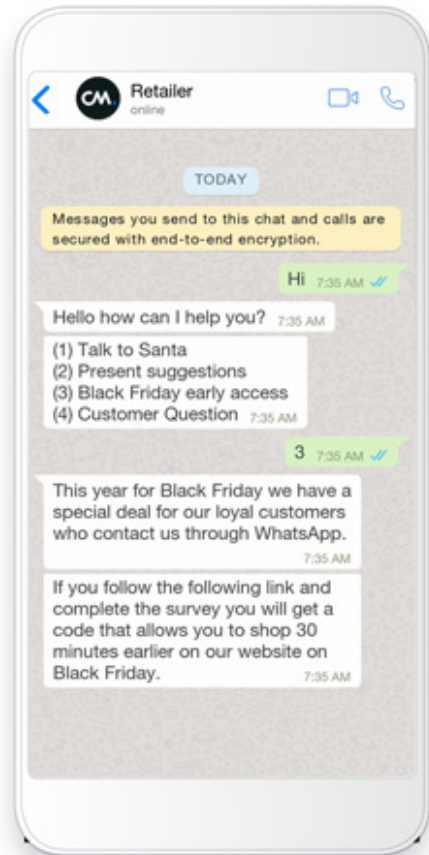 CM.
Retailer
online
TODAY
Messages you send to this chat and calls are
secured with end-to-end encryption.
Hi 7:35 AM
Hello how can I help you? 7:35 AM
(1) Talk to Santa
(2) Present suggestions
(3) Black Friday early access
(4) Customer Question 7:35 AM
3 7:35 AM
This year for Black Friday we have a
special deal for our loyal customers
who contact us through WhatsApp.
7:35 AM
If you follow the following link and
complete the survey you will get a
code that allows you to shop 30
minutes earlier on our website on
Black Friday. 7:35 AM